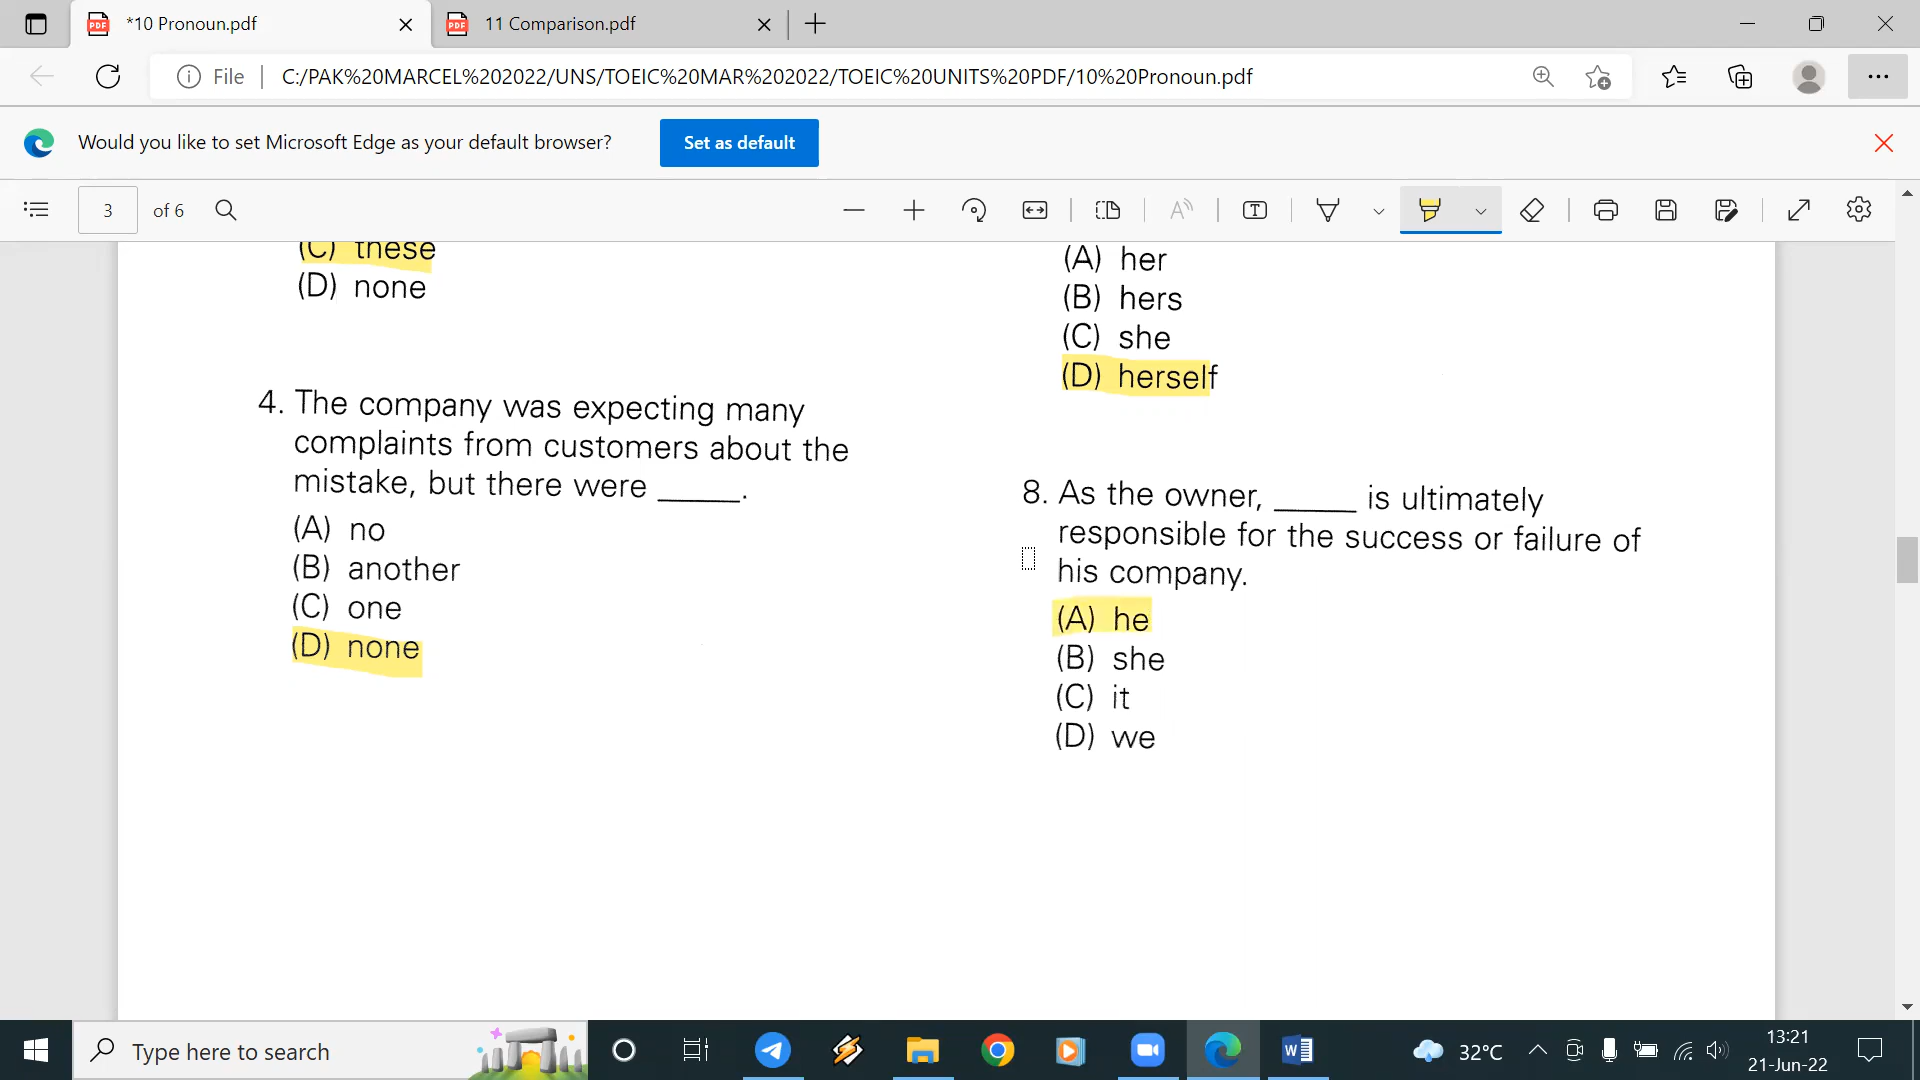 *10 Pronoun.pdf
11 Comparison.pdf
File
C:/PAK%20MARCEL%202022/UNS/TOEIC%20MAR%202022/TOEIC%20UNITS%20PDF/10%20Pronoun.pdf
Would you like to set Microsoft Edge as your default browser?
Set as default
3 of 6
(C) these
(D) none
4. The company was expecting many
complaints from customers about the
mistake, but there were _____.
(A) no
(B) another
(C) one
(D) none
(A) her
(B) hers
(C) she
(D) herself
8. As the owner, _____ is ultimately
responsible for the success or failure of
his company.
(A) he
(B) she
(C) it
(D) we
Type here to search
32°C
13:21
21-Jun-22